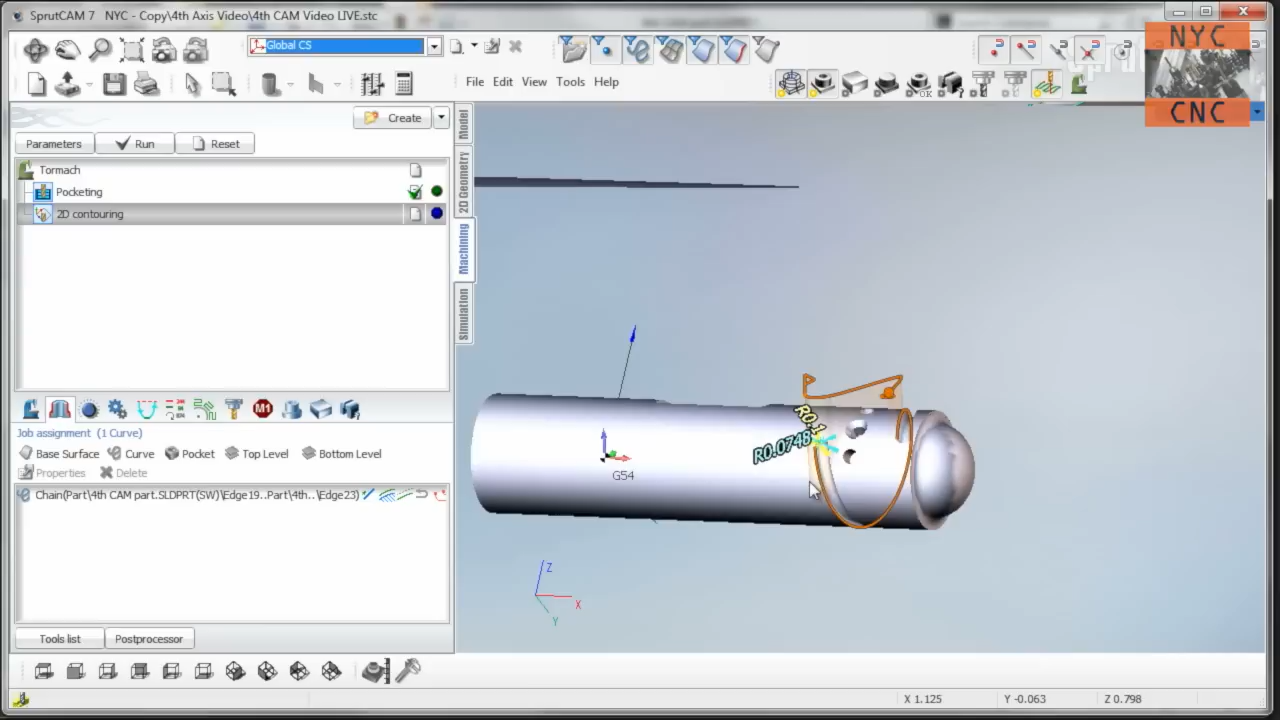 SprutCAM 7 NYC - Copy\4th Axis Video\4th CAM Video LIVE.stc
Global CS
File Edit View Tools Help
OK
NYC
CNC
Create
Parameters Run Reset
Tormach
Pocketing
2D contouring
Model
2D Geometry
Machining
Simulation
M1
Job assignment (1 Curve)
Base Surface Curve Pocket Top Level Bottom Level
Properties Delete
Chain(Part\4th CAM part.SLDPRT(SW)\Edge19..Part\4th..\Edge23)
R0.1
R0.0748
G54
Z
X
Y
Tools list Postprocessor
X 1.125 Y -0.063 Z 0.798